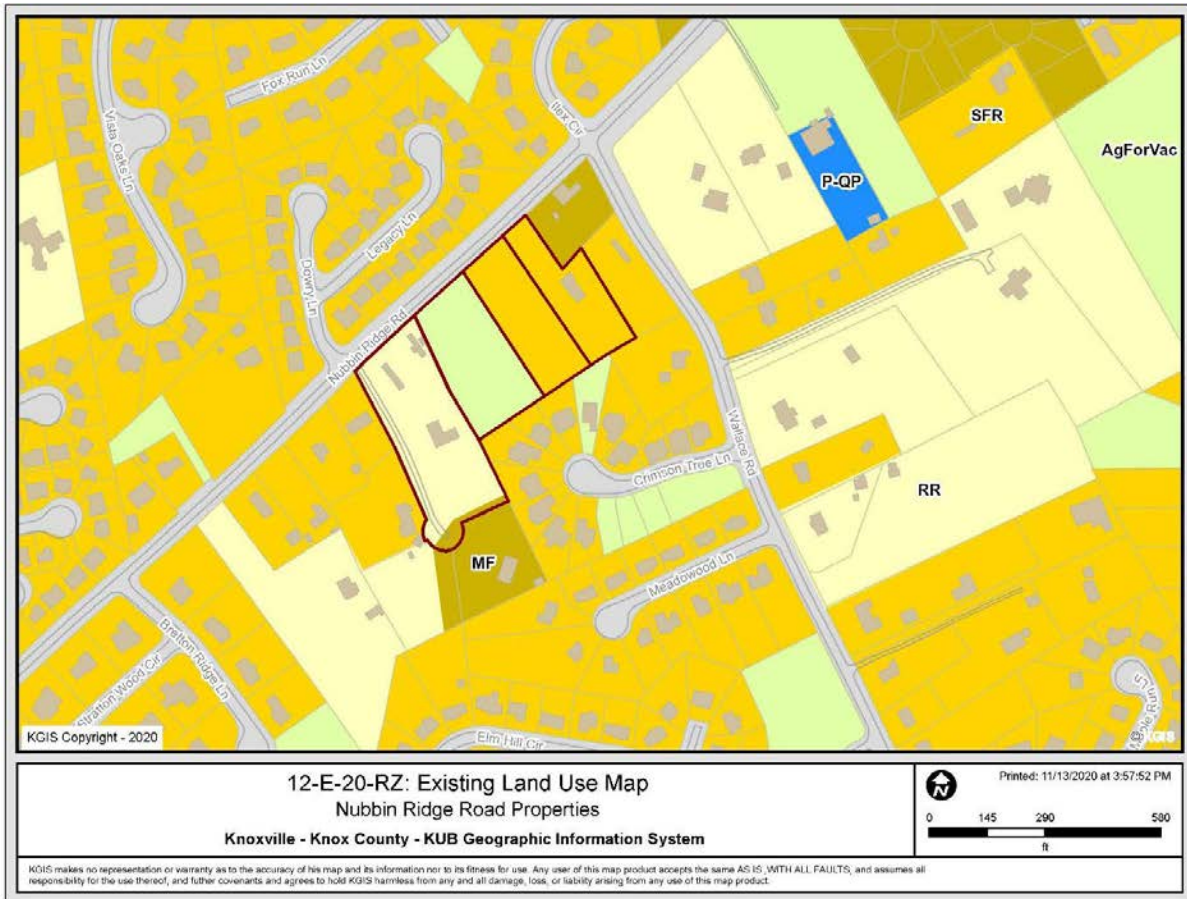 Fox Run Ln
Ilex Cir
Vista Oaks Ln
SFR
AgForVac
P-QP
Legacy Ln
Dowry Ln
Nubbin Ridge Rd
Wallace Rd
Crimson Tree Ln
RR
MF
Meadowood Ln
Bretton Ridge Ln
Stratton Wood Cir
Elm Hill Cir
KGIS Copyright - 2020
© KGIS
12-E-20-RZ: Existing Land Use Map
Nubbin Ridge Road Properties
Knoxville - Knox County - KUB Geographic Information System
N
Printed: 11/13/2020 at 3:57:52 PM
0 145 290 580
ft
KGIS makes no representation or warranty as to the accuracy of his map and its information nor to its fitness for use. Any user of this map product accepts the same AS IS ,WITH ALL FAULTS, and assumes all
responsibility for the use thereof, and futher covenants and agrees to hold KGIS harmless from any and all damage, loss, or liability arising from any use of this map product.